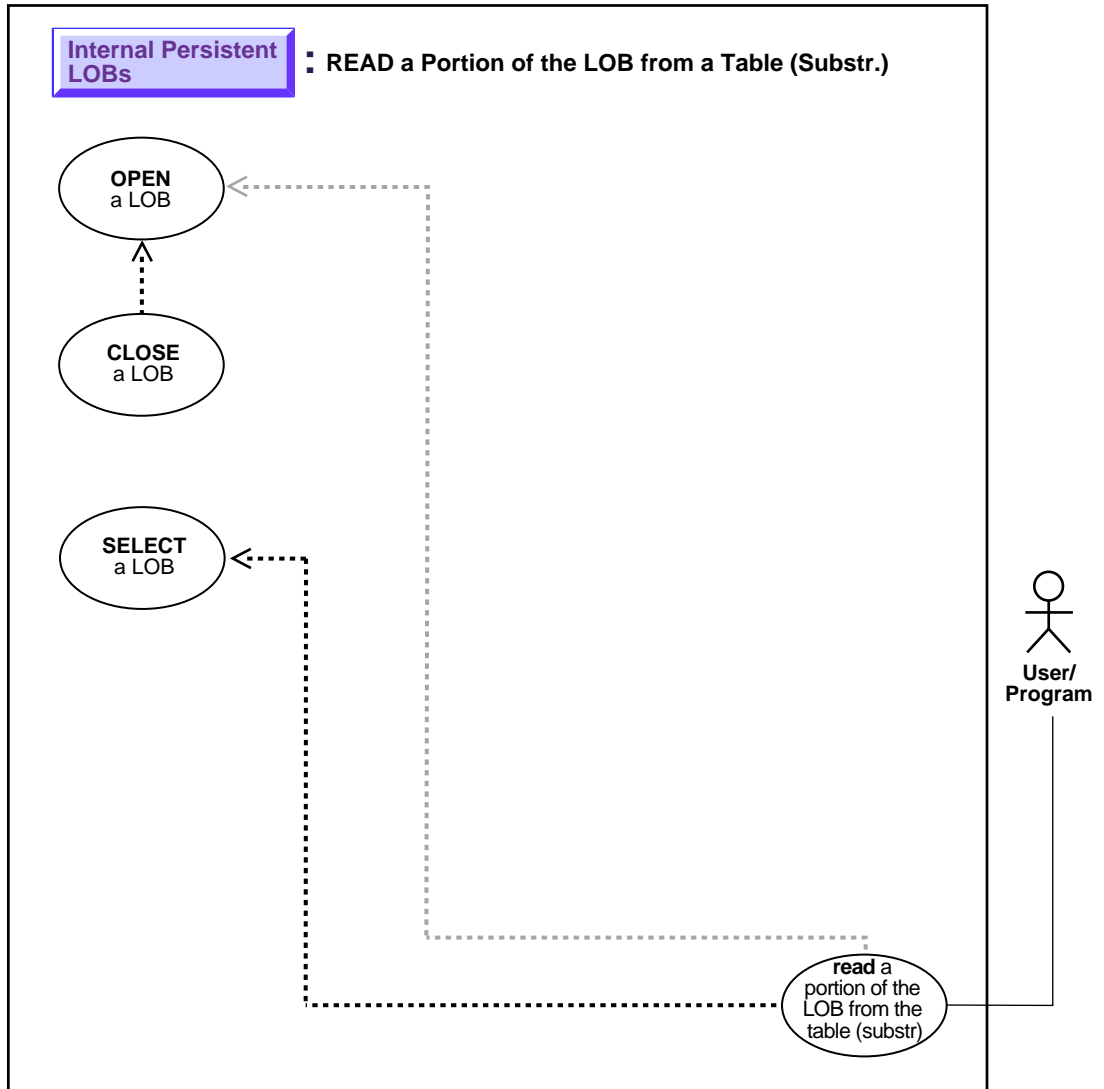 Internal Persistent
LOBs
: READ a Portion of the LOB from a Table (Substr.)
OPEN
a LOB
CLOSE
a LOB
SELECT
a LOB
User/
Program
read a
portion of the
LOB from the
table (substr)